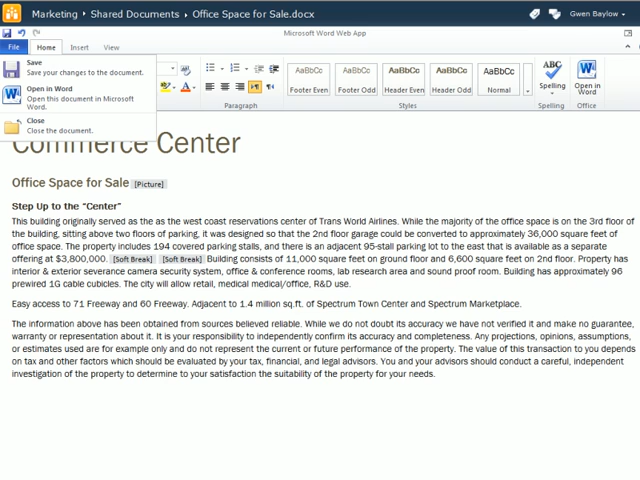 Marketing ▸ Shared Documents ▸ Office Space for Sale.docx
Gwen Baylow
Microsoft Word Web App
File Home Insert View
Save
Save your changes to the document.
Open in Word
Open this document in Microsoft
Word.
Close
Close the document.
AaBbCc AaBbCc AaBbCc AaBbCc AaBbCc
Footer Even Footer Odd Header Even Header Odd Normal
ABC
Spelling
Open in
Word
Paragraph Styles Spelling Office
Commerce Center
Office Space for Sale [Picture]
Step Up to the “Center”
This building originally served as the as the west coast reservations center of Trans World Airlines. While the majority of the office space is on the 3rd floor of
the building, sitting above two floors of parking, it was designed so that the 2nd floor garage could be converted to approximately 36,000 square feet of
office space. The property includes 194 covered parking stalls, and there is an adjacent 95-stall parking lot to the east that is available as a separate
offering at $3,800,000. [Soft Break] [Soft Break] Building consists of 11,000 square feet on ground floor and 6,600 square feet on 2nd floor. Property has
interior & exterior severance camera security system, office & conference rooms, lab research area and sound proof room. Building has approximately 96
prewired 1G cable cubicles. The city will allow retail, medical medical/office, R&D use.
Easy access to 71 Freeway and 60 Freeway. Adjacent to 1.4 million sq.ft. of Spectrum Town Center and Spectrum Marketplace.
The information above has been obtained from sources believed reliable. While we do not doubt its accuracy we have not verified it and make no guarantee,
warranty or representation about it. It is your responsibility to independently confirm its accuracy and completeness. Any projections, opinions, assumptions,
or estimates used are for example only and do not represent the current or future performance of the property. The value of this transaction to you depends
on tax and other factors which should be evaluated by your tax, financial, and legal advisors. You and your advisors should conduct a careful, independent
investigation of the property to determine to your satisfaction the suitability of the property for your needs.